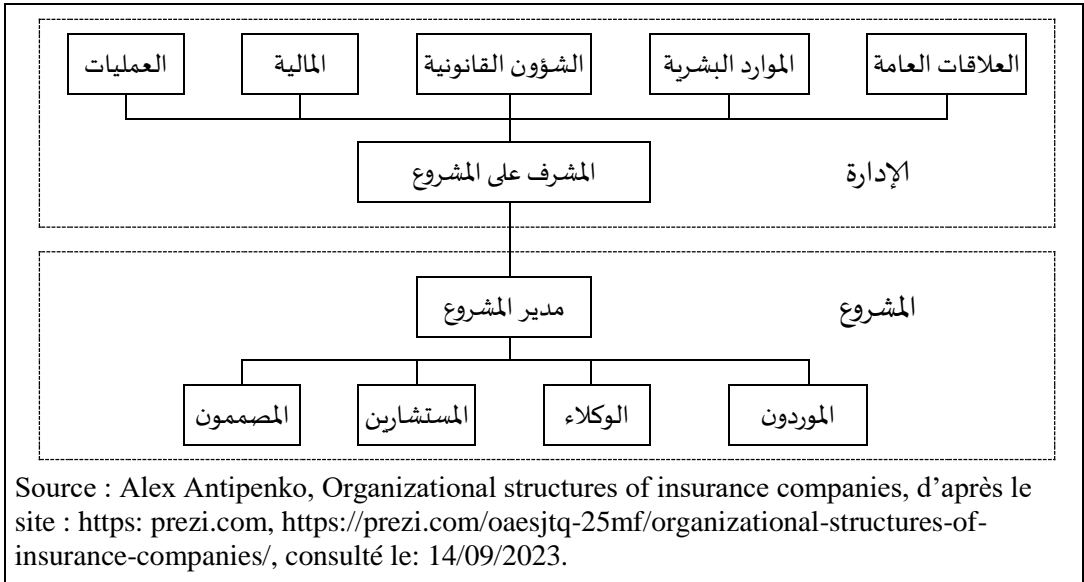 العلاقات العامة الموارد البشرية الشؤون القانونية المالية العمليات
المشرف على المشروع
الإدارة
مدير المشروع
المشروع
الموردون الوكلاء المستشارين المصممون
Source : Alex Antipenko, Organizational structures of insurance companies, d’après le
site : https: prezi.com, https://prezi.com/oaesjtq-25mf/organizational-structures-of-
insurance-companies/, consulté le: 14/09/2023.